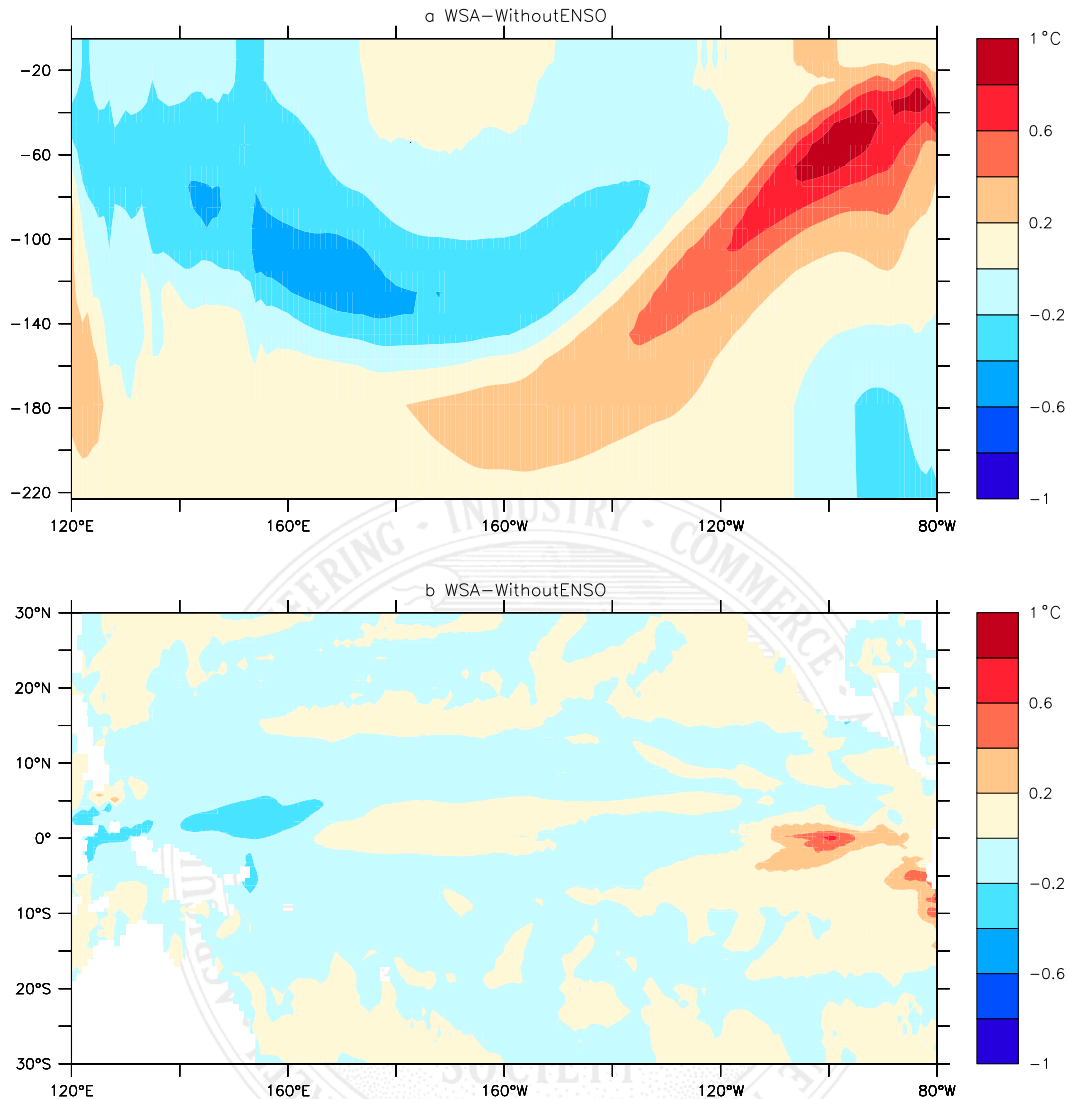 a WSA-WithoutENSO
-20
-60
-100
-140
-180
-220
120°E 160°E 160°W 120°W 80°W
1°C
0.6
0.2
-0.2
-0.6
-1
ENGINEERING · INDUSTRY · COMMERCE ·
b WSA-WithoutENSO
30°N
20°N
10°N
0°
10°S
20°S
30°S
120°E 160°E 160°W 120°W 80°W
1°C
0.6
0.2
-0.2
-0.6
-1
SOCIETY